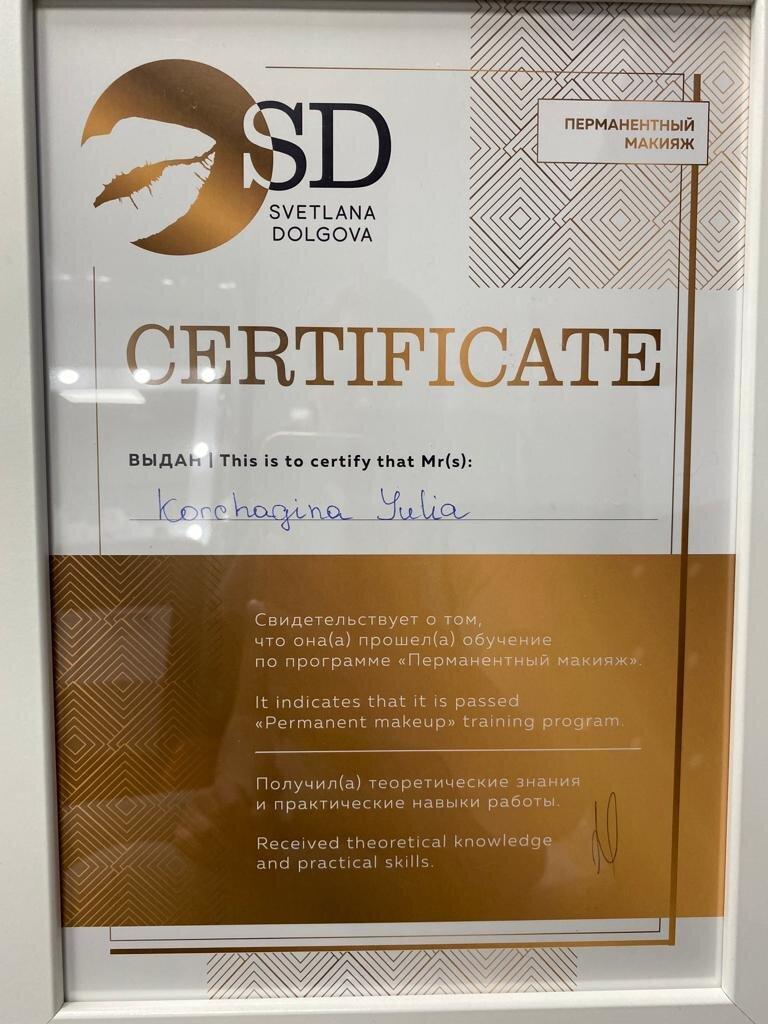 SD
SVETLANA
DOLGOVA
ПЕРМАНЕНТНЫЙ
МАКИЯЖ
CERTIFICATE
ВЫДАН | This is to certify that Mr(s):
Korchagina Yulia
Свидетельствует о том,
что она(а) прошел(а) обучение
по программе «Перманентный макияж».
It indicates that it is passed
«Permanent makeup» training program.
Получил(а) теоретические знания
и практические навыки работы.
Received theoretical knowledge
and practical skills.